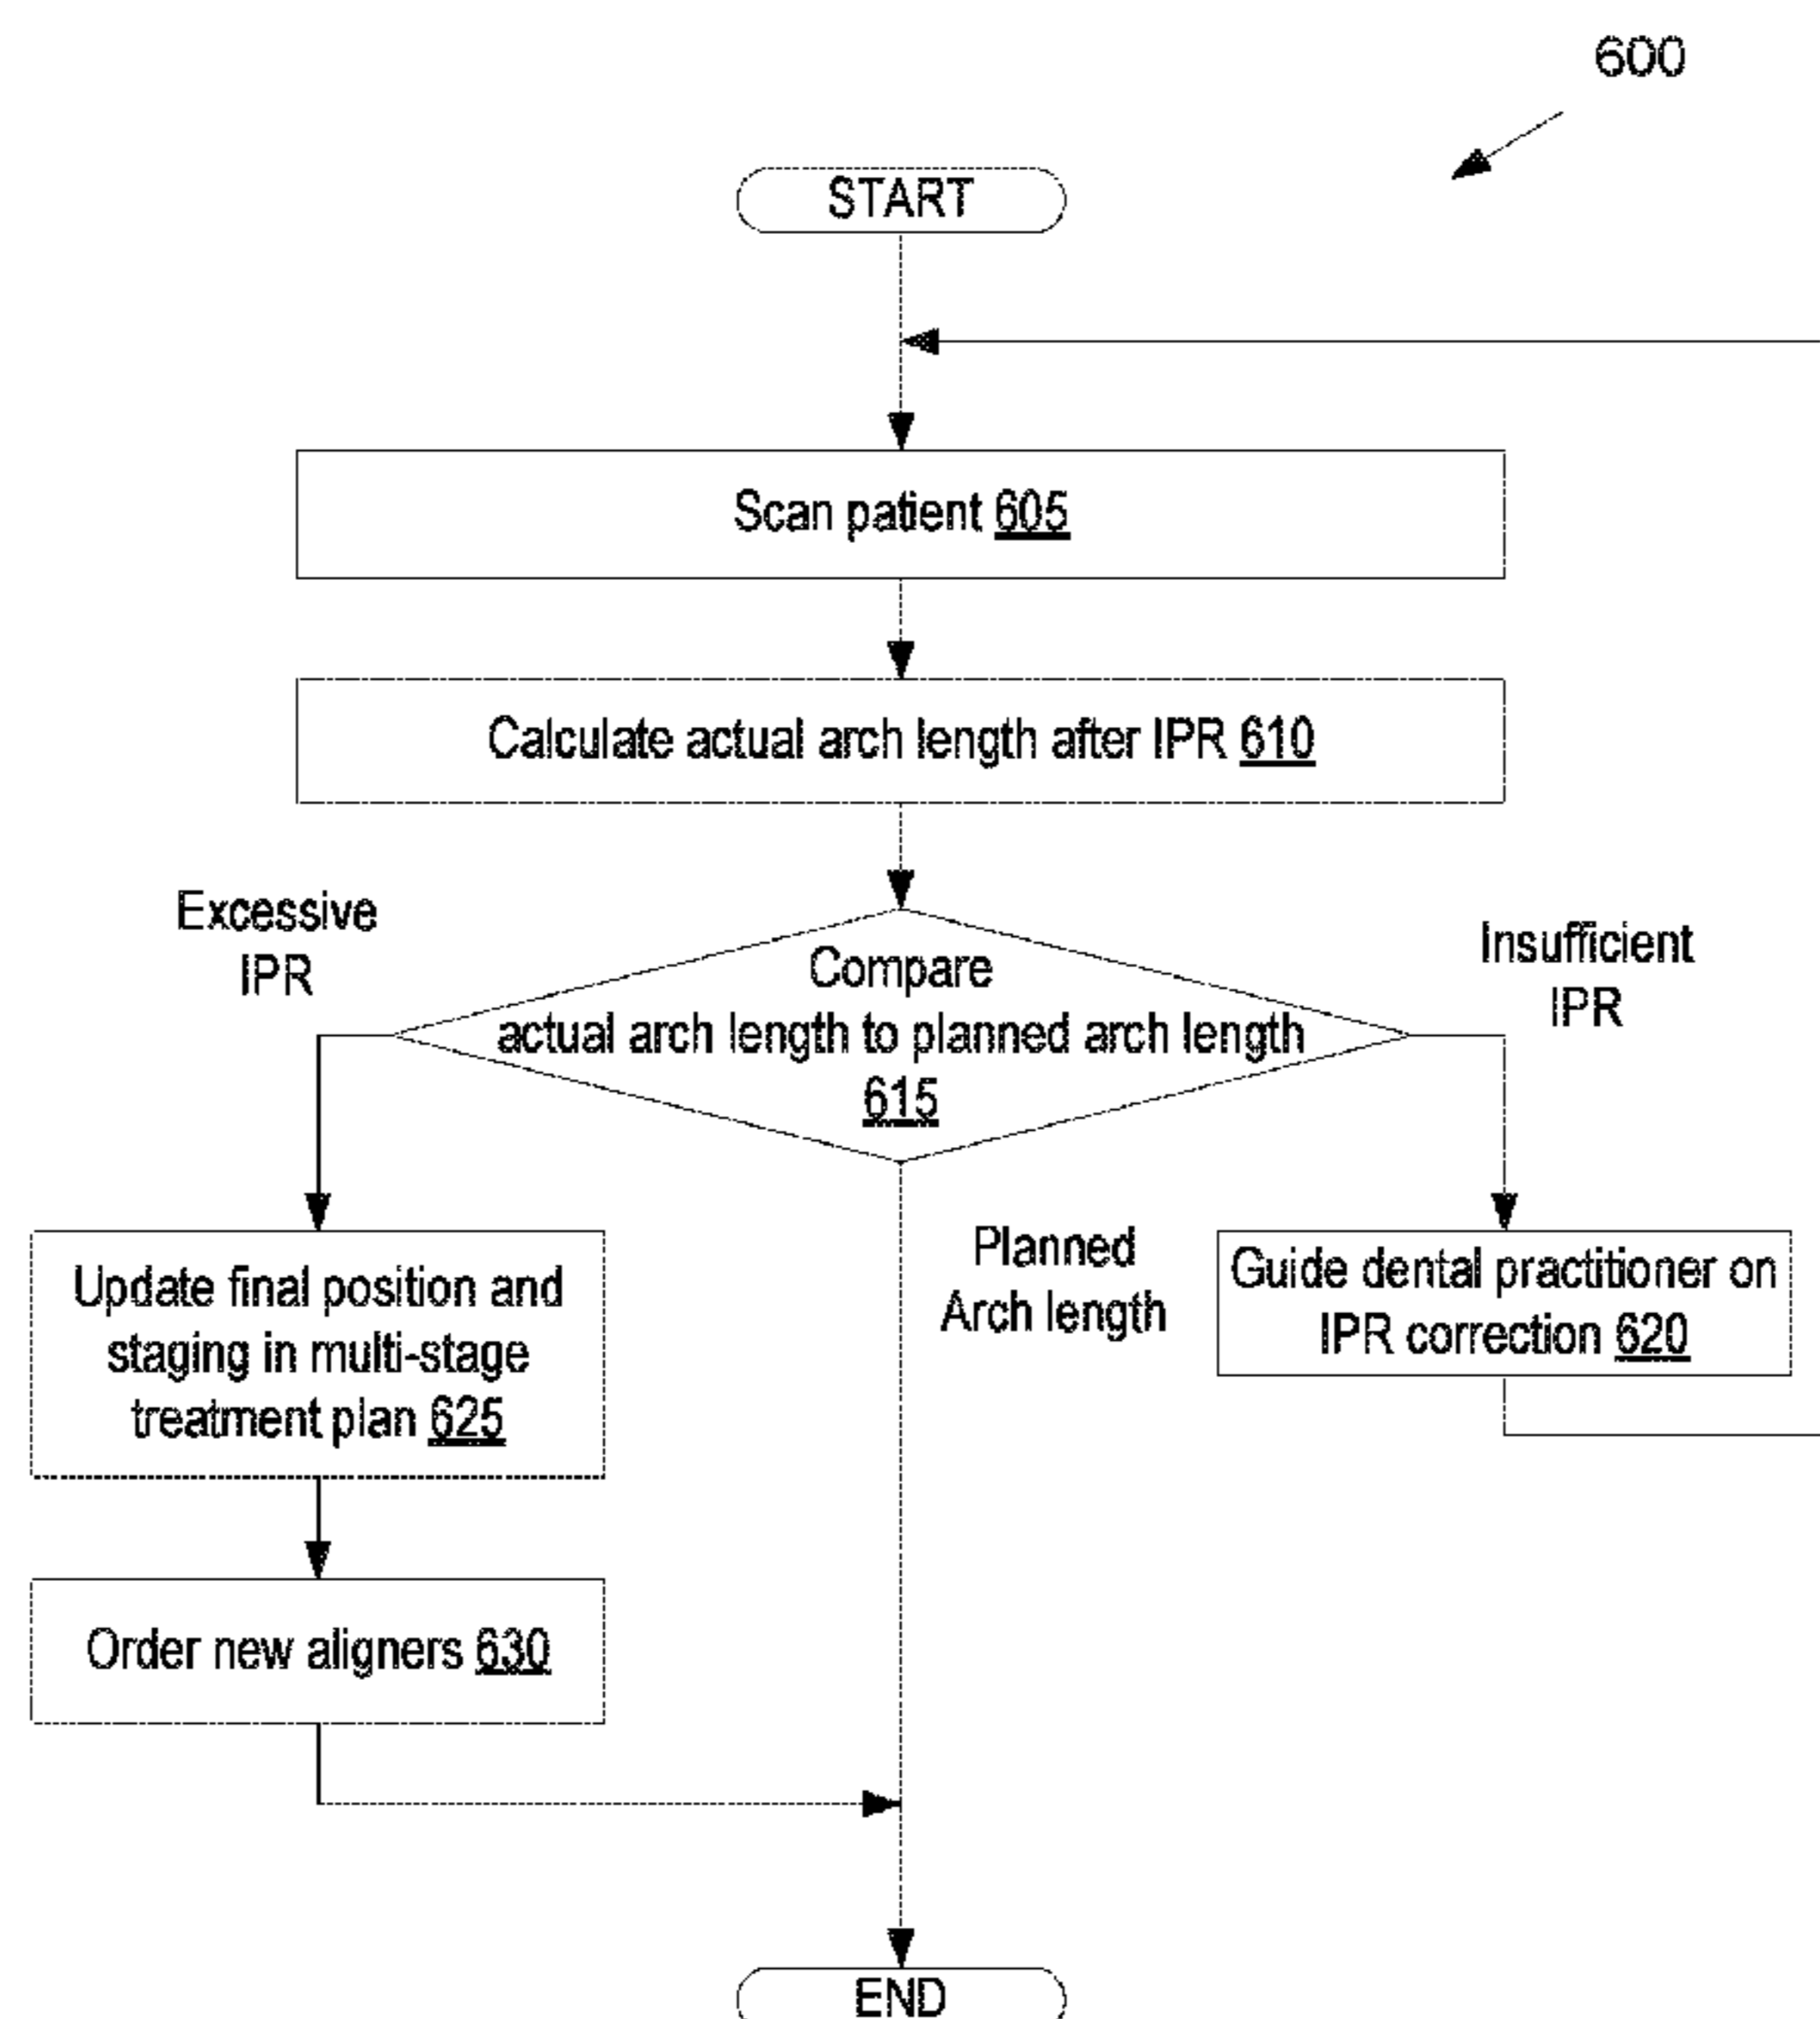 600
START
Scan patient 605
Calculate actual arch length after IPR 610
Excessive
IPR
Compare
actual arch length to planned arch length
615
Insufficient
IPR
Update final position and
staging in multi-stage
treatment plan 625
Planned
Arch length
Guide dental practitioner on
IPR correction 620
Order new aligners 630
END